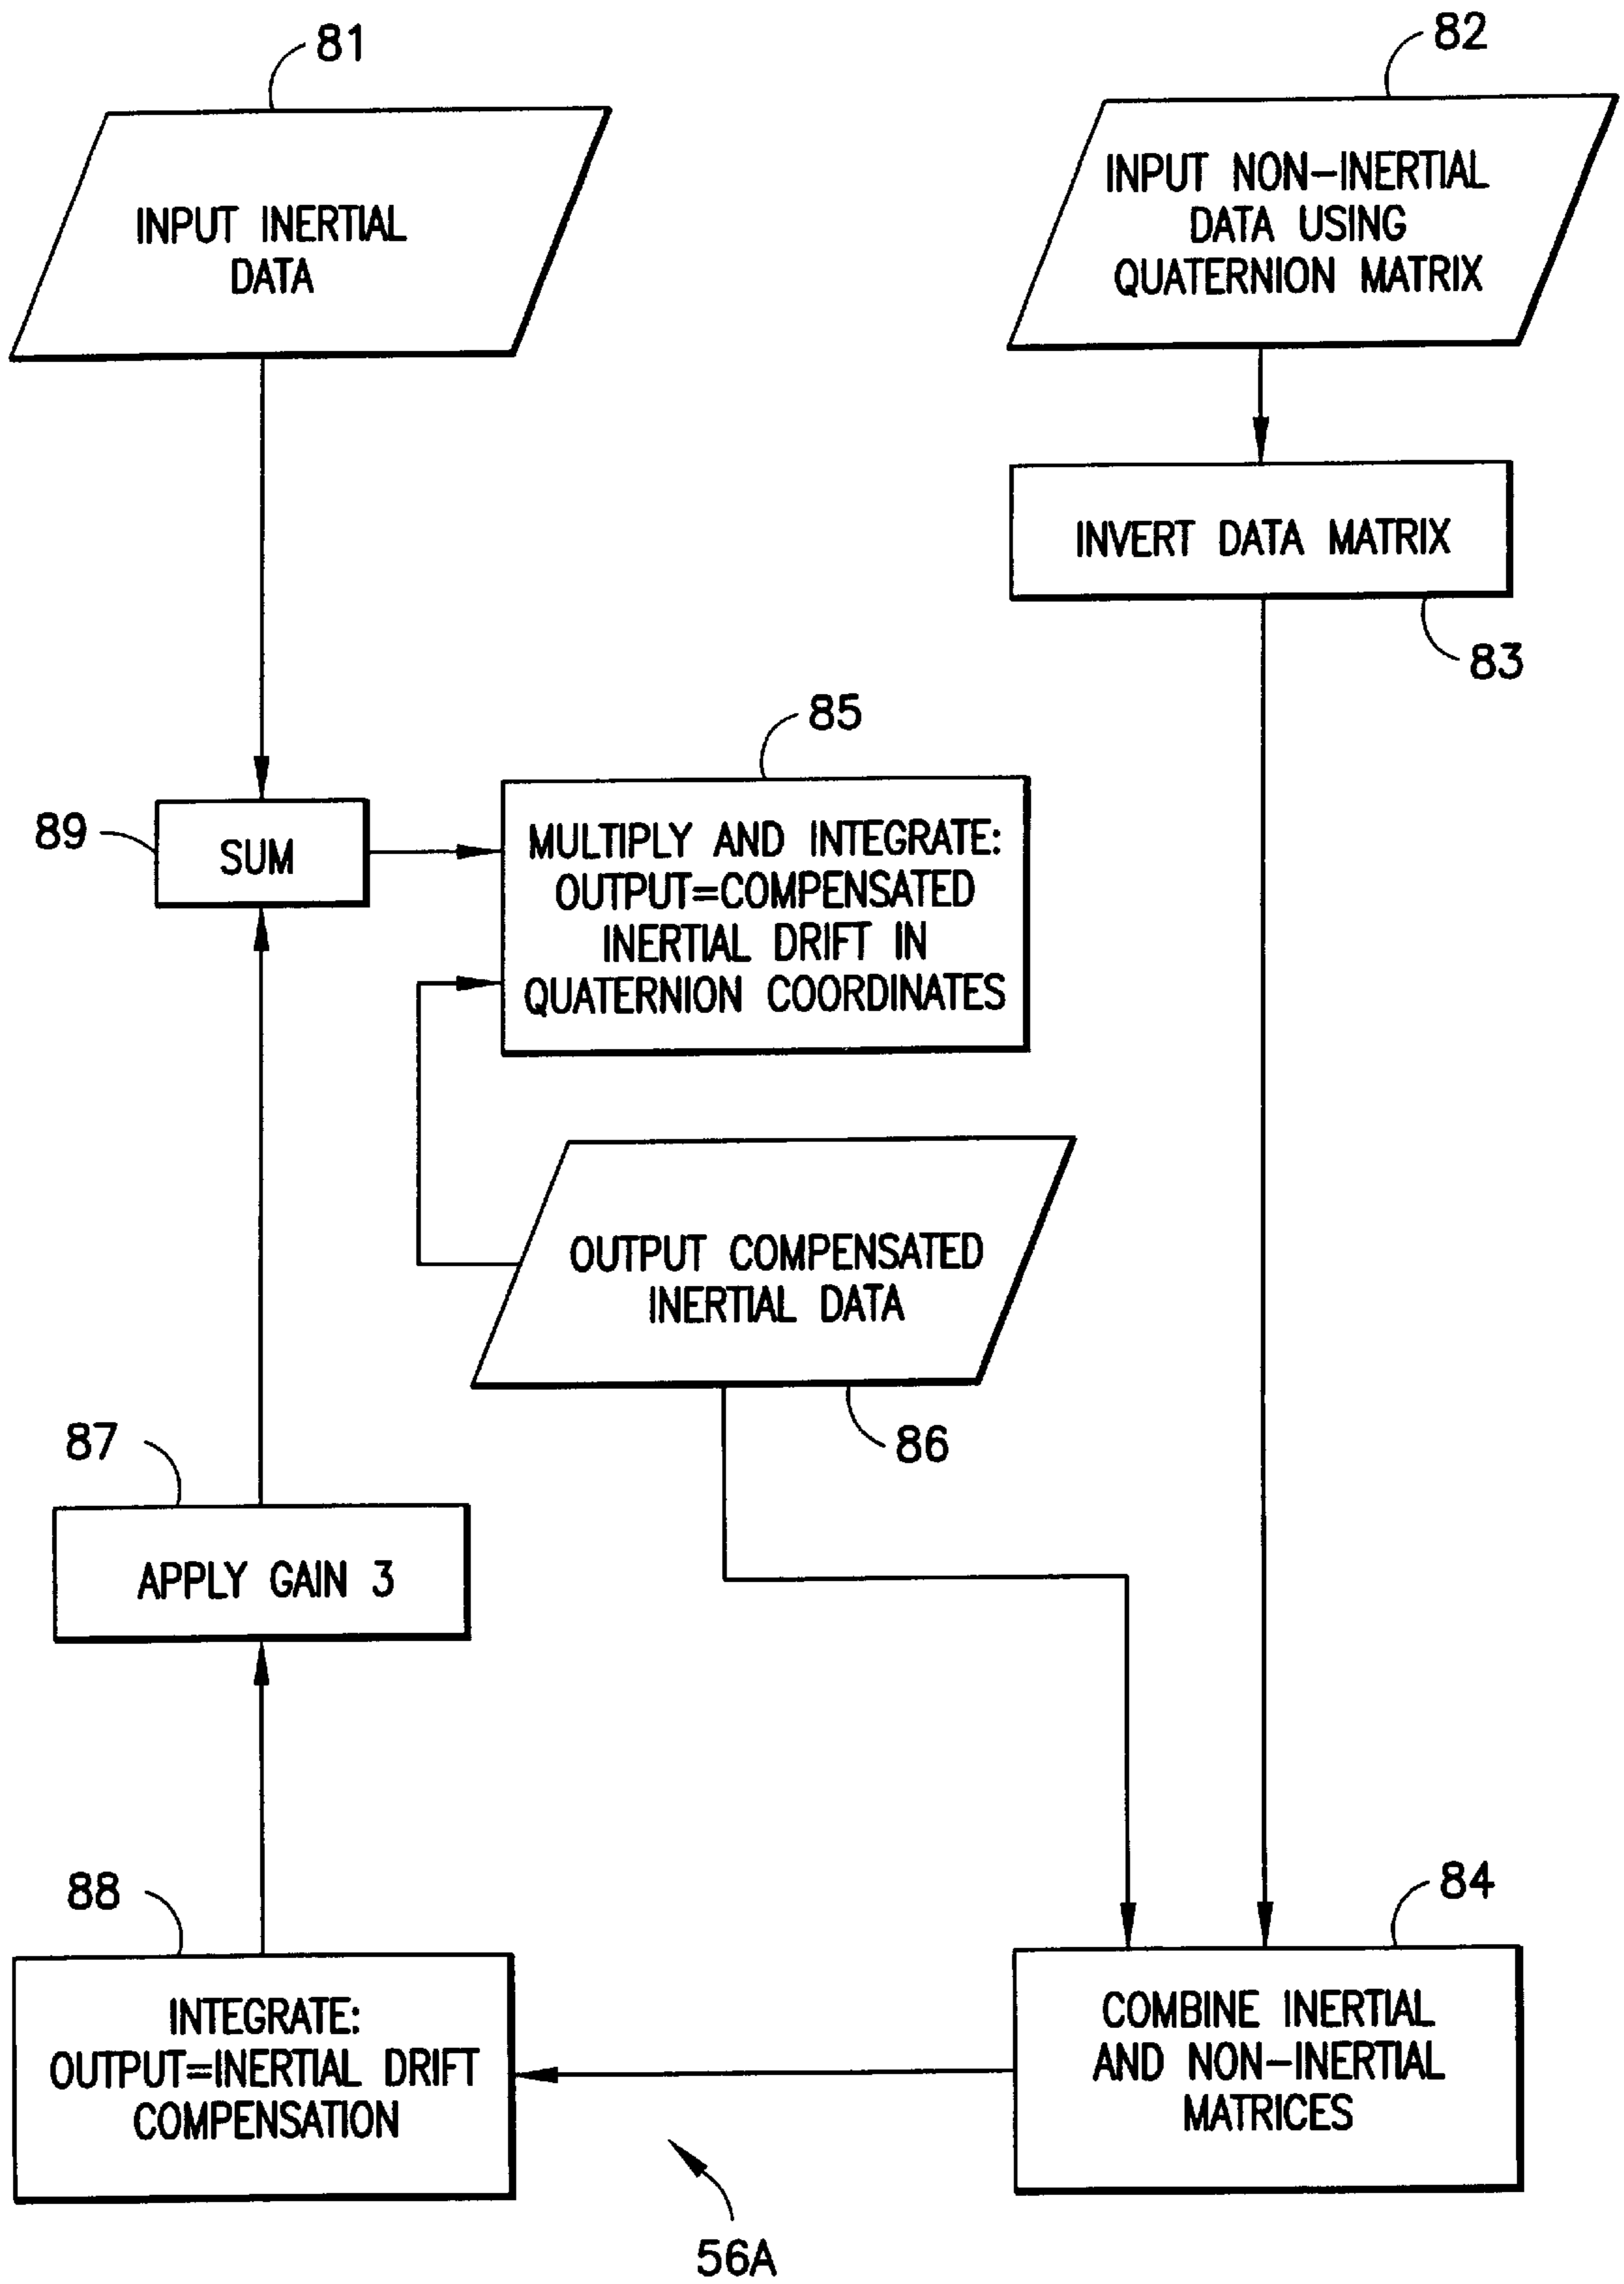 81
82
INPUT INERTIAL
DATA
INPUT NON-INERTIAL
DATA USING
QUATERNION MATRIX
INVERT DATA MATRIX
83
85
89
SUM
MULTIPLY AND INTEGRATE:
OUTPUT=COMPENSATED
INERTIAL DRIFT IN
QUATERNION COORDINATES
OUTPUT COMPENSATED
INERTIAL DATA
86
87
APPLY GAIN 3
88
84
INTEGRATE:
OUTPUT=INERTIAL DRIFT
COMPENSATION
COMBINE INERTIAL
AND NON-INERTIAL
MATRICES
56A